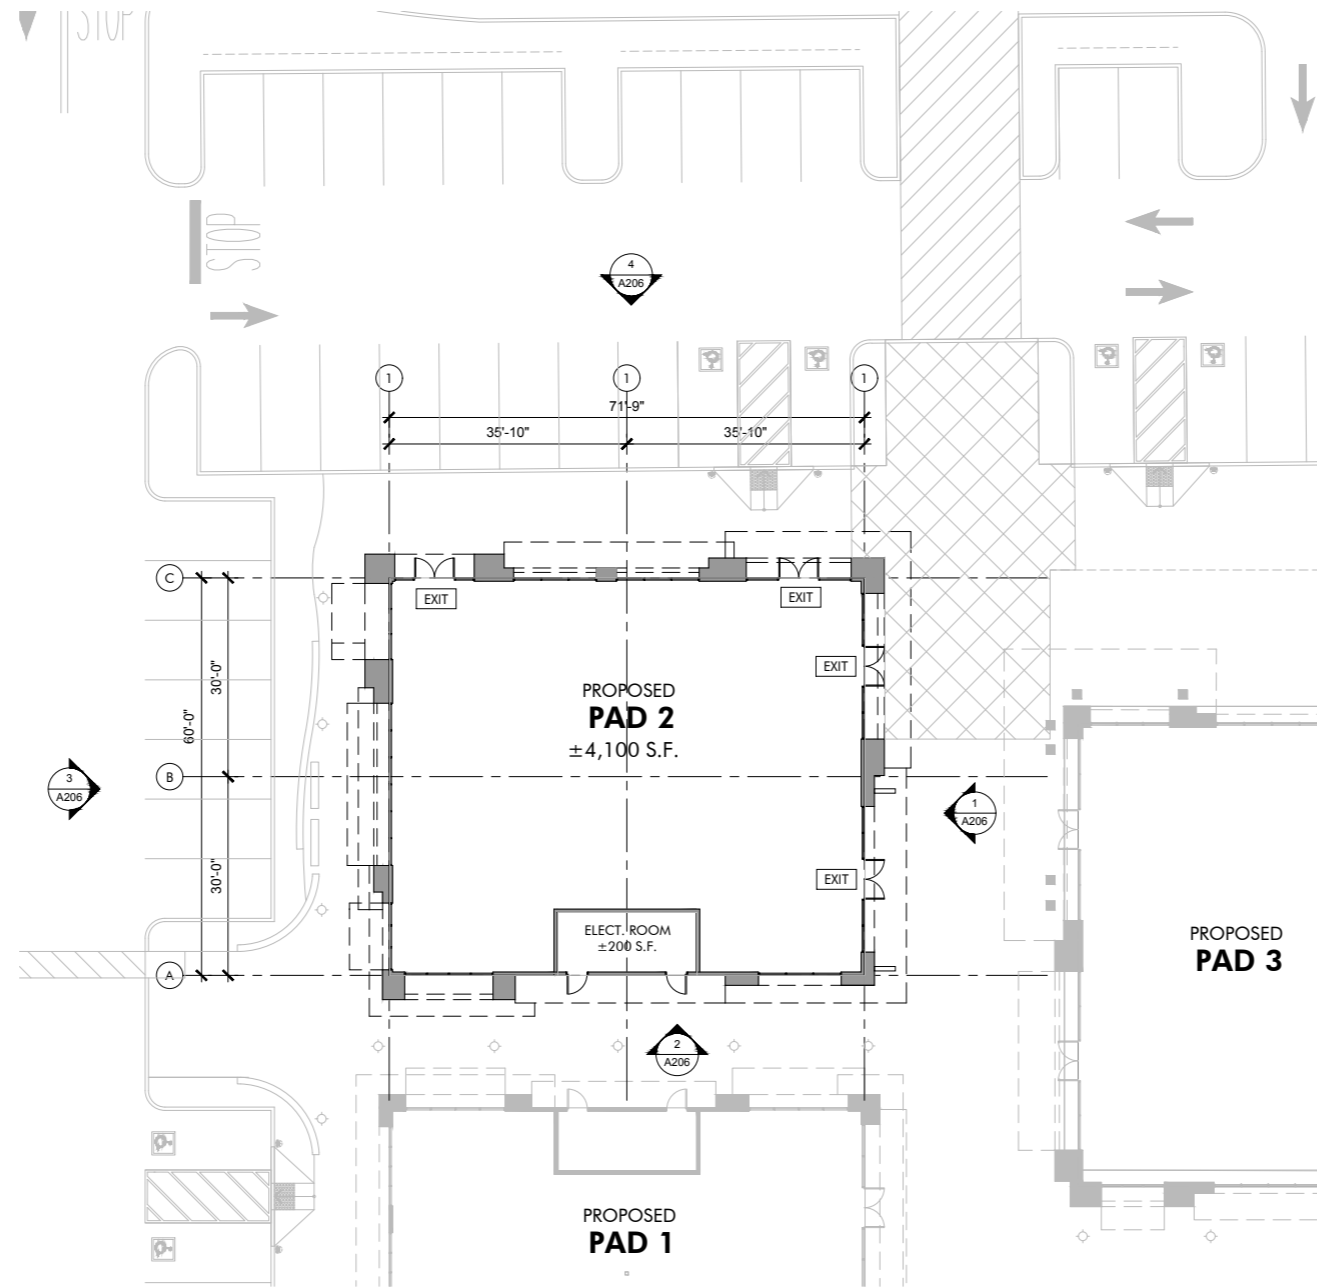 STOP
STOP
4
A206
1
1
1
71'-9"
35'-10"
35'-10"
C
EXIT
EXIT
30'-0"
EXIT
PROPOSED
PAD 2
±4,100 S.F.
60'-0"
B
3
A206
1
A206
30'-0"
EXIT
ELECT. ROOM
±200 S.F.
PROPOSED
PAD 3
A
2
A206
PROPOSED
PAD 1